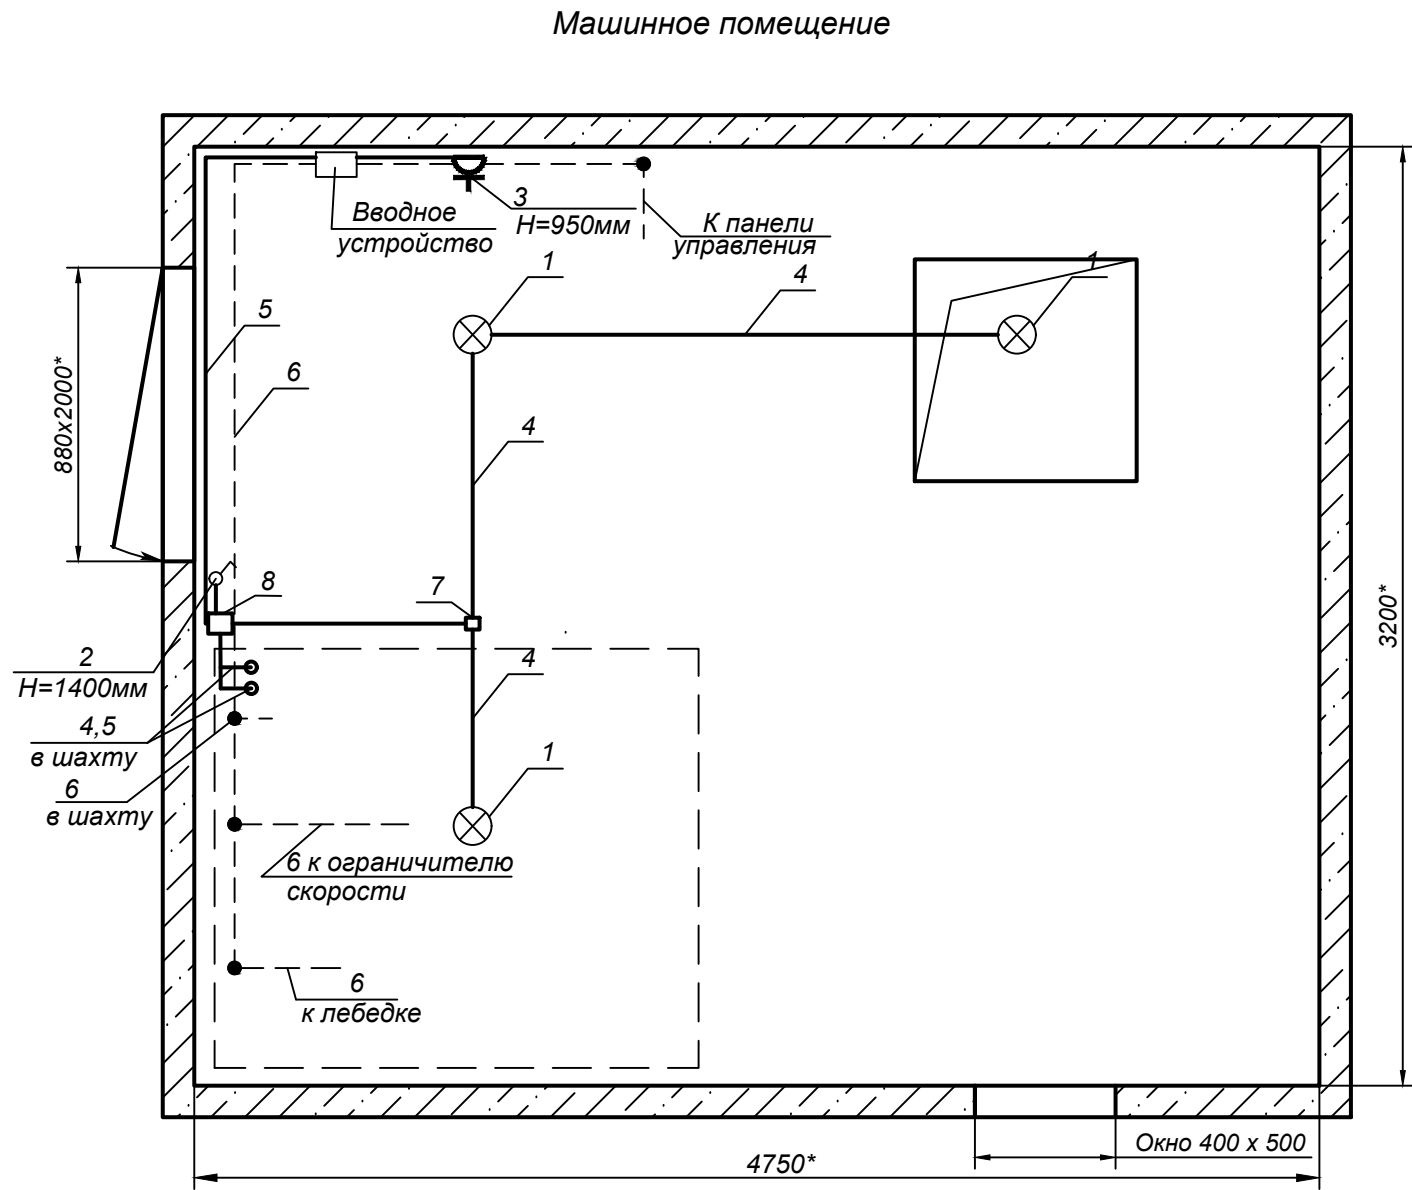 Машинное помещение
3
H=950мм
Вводное
устройство
К панели
управления
1
4
1
5
6
880х2000*
4
8
7
2
H=1400мм
4
3200*
4,5
в шахту
6
в шахту
1
6 к ограничителю
скорости
6
к лебедке
Окно 400 х 500
4750*